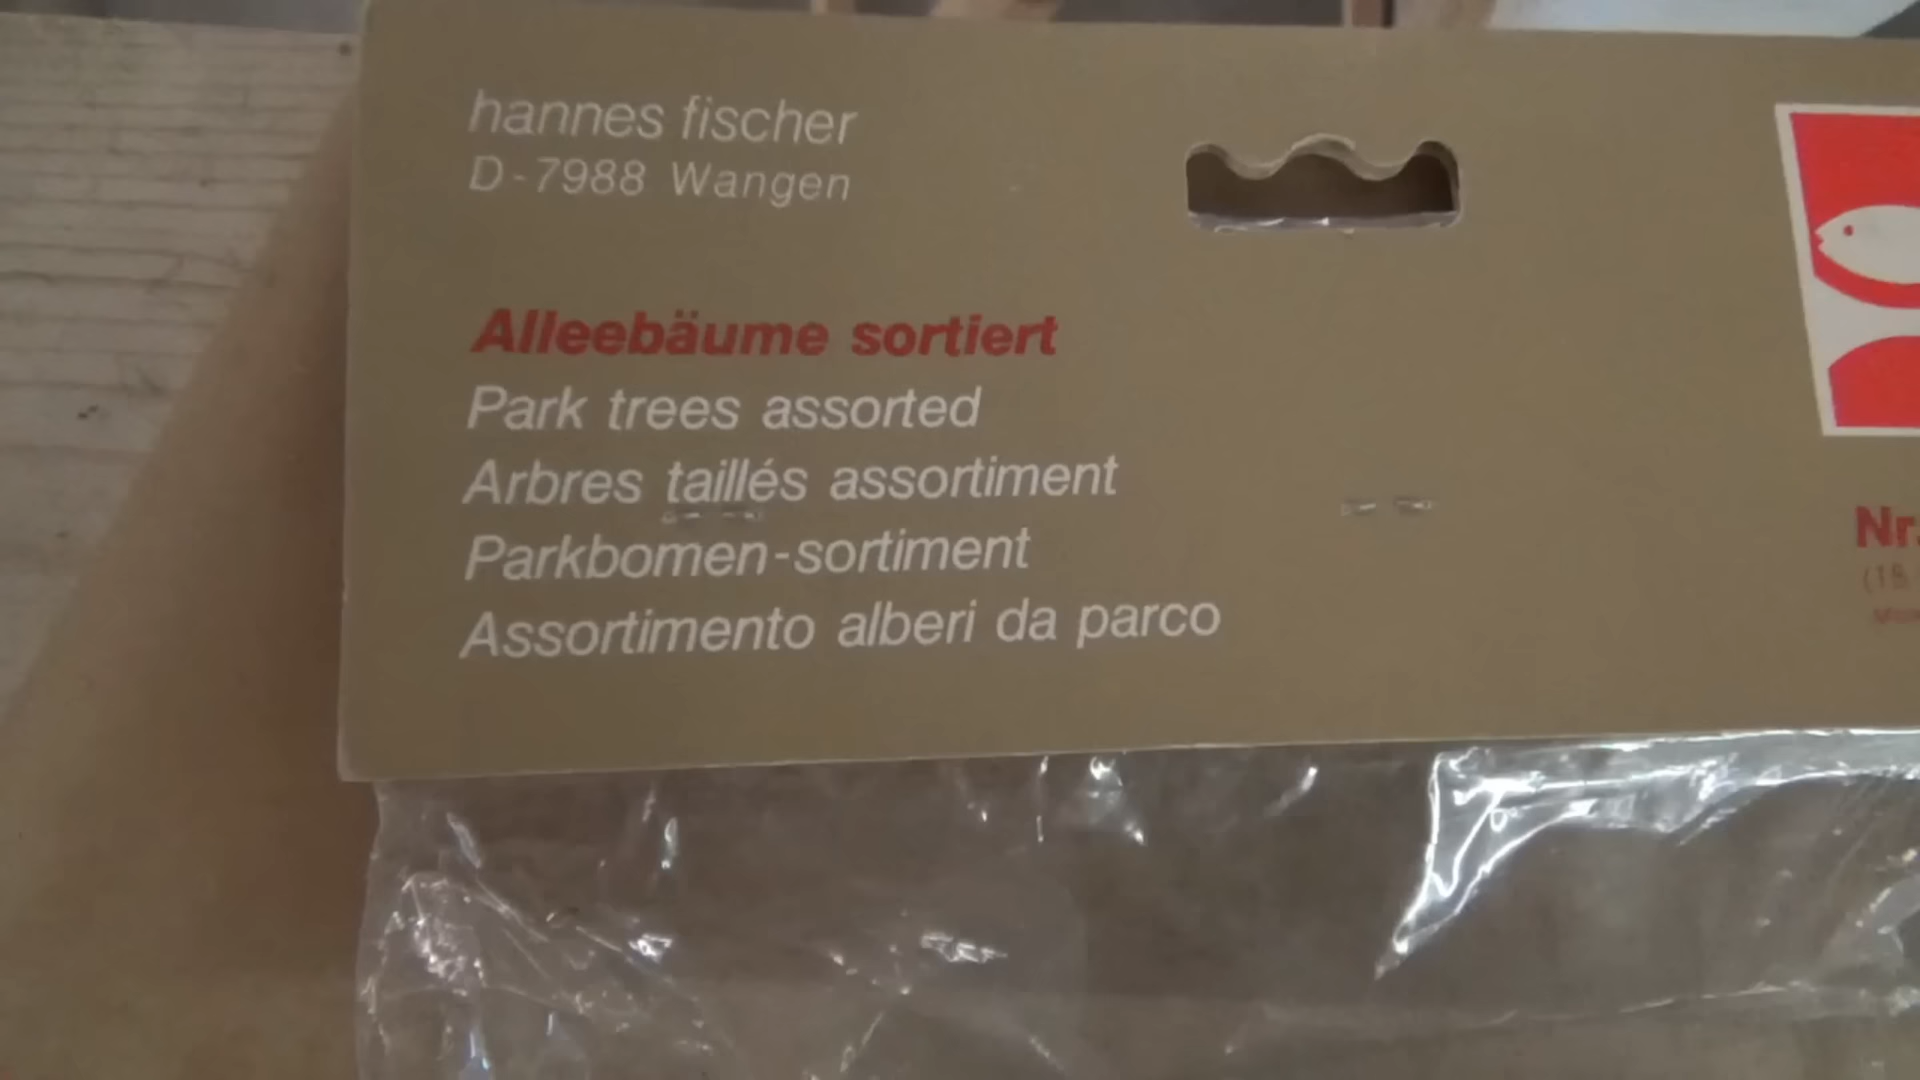 hannes fischer
D-7988 Wangen
Alleebäume sortiert
Park trees assorted
Arbres taillés assortiment
Parkbomen-sortiment
Assortimento alberi da parco
Nr.